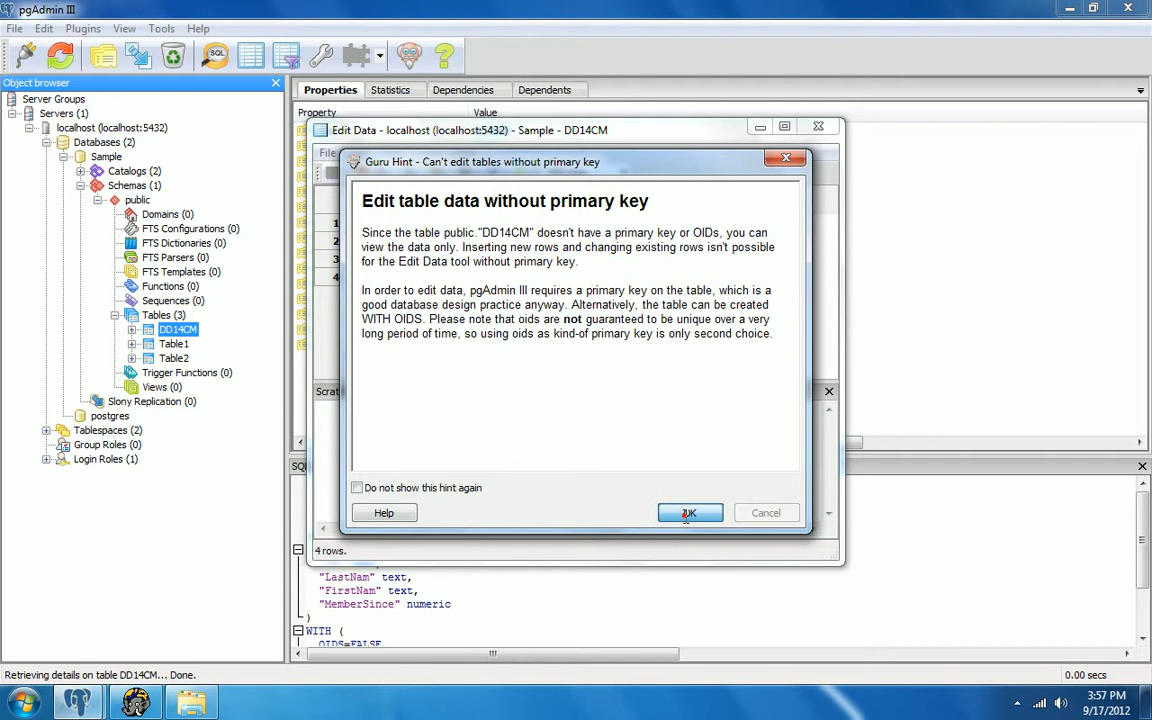 pgAdmin III
File Edit Plugins View Tools Help
SQL
Object browser
Server Groups
Servers (1)
localhost (localhost:5432)
Databases (2)
Sample
Catalogs (2)
Schemas (1)
public
Domains (0)
FTS Configurations (0)
FTS Dictionaries (0)
FTS Parsers (0)
FTS Templates (0)
Functions (0)
Sequences (0)
Tables (3)
DD14CM
Table1
Table2
Trigger Functions (0)
Views (0)
Slony Replication (0)
postgres
Tablespaces (2)
Group Roles (0)
Login Roles (1)
Properties Statistics Dependencies Dependents
Property Value
Edit Data - localhost (localhost:5432) - Sample - DD14CM
File
1
2
3
4
Guru Hint - Can't edit tables without primary key
Edit table data without primary key
Since the table public."DD14CM" doesn't have a primary key or OIDs, you can
view the data only. Inserting new rows and changing existing rows isn't possible
for the Edit Data tool without primary key.
In order to edit data, pgAdmin III requires a primary key on the table, which is a
good database design practice anyway. Alternatively, the table can be created
WITH OIDS. Please note that oids are not guaranteed to be unique over a very
long period of time, so using oids as kind-of primary key is only second choice.
Do not show this hint again
Help OK Cancel
4 rows.
"LastNam" text,
"FirstNam" text,
"MemberSince" numeric
)
WITH (
OIDS=FALSE
Retrieving details on table DD14CM... Done. 0.00 secs
3:57 PM
9/17/2012